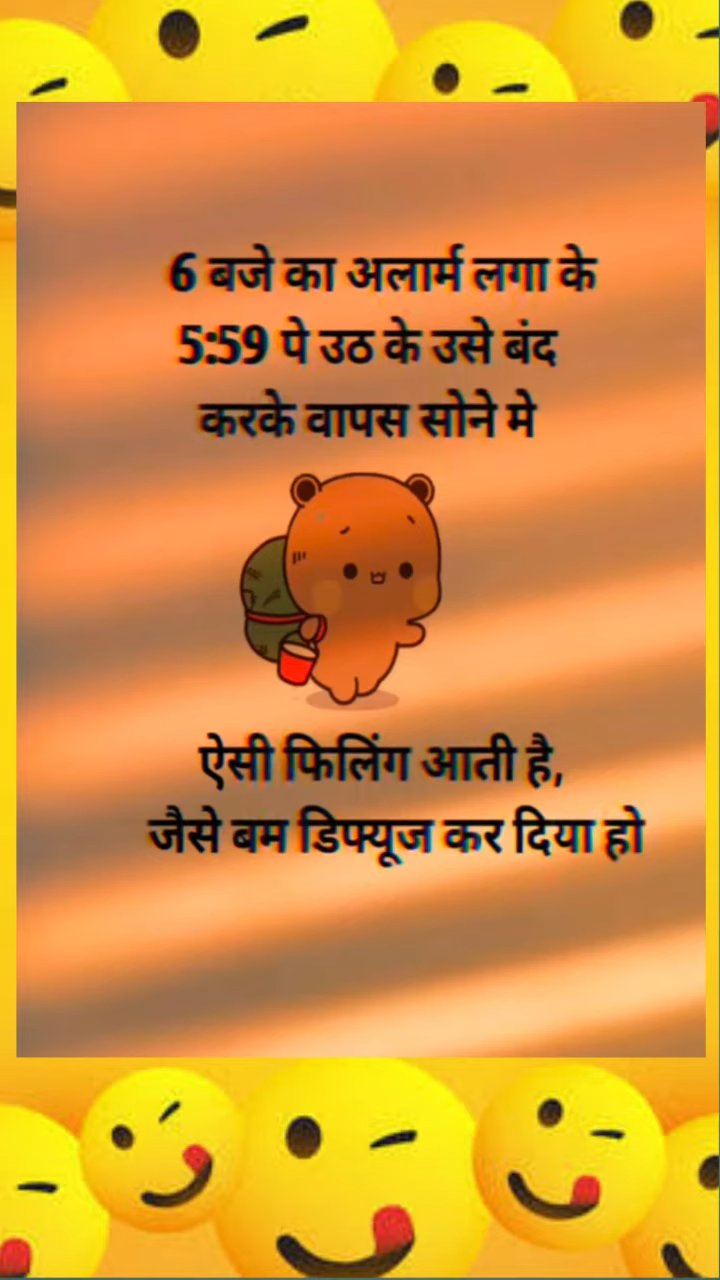 6 बजे का अलार्म लगा के
5:59 पे उठ के उसे बंद
करके वापस सोने मे
ऐसी फिलिंग आती है,
जैसे बम डिफ्यूज कर दिया हो